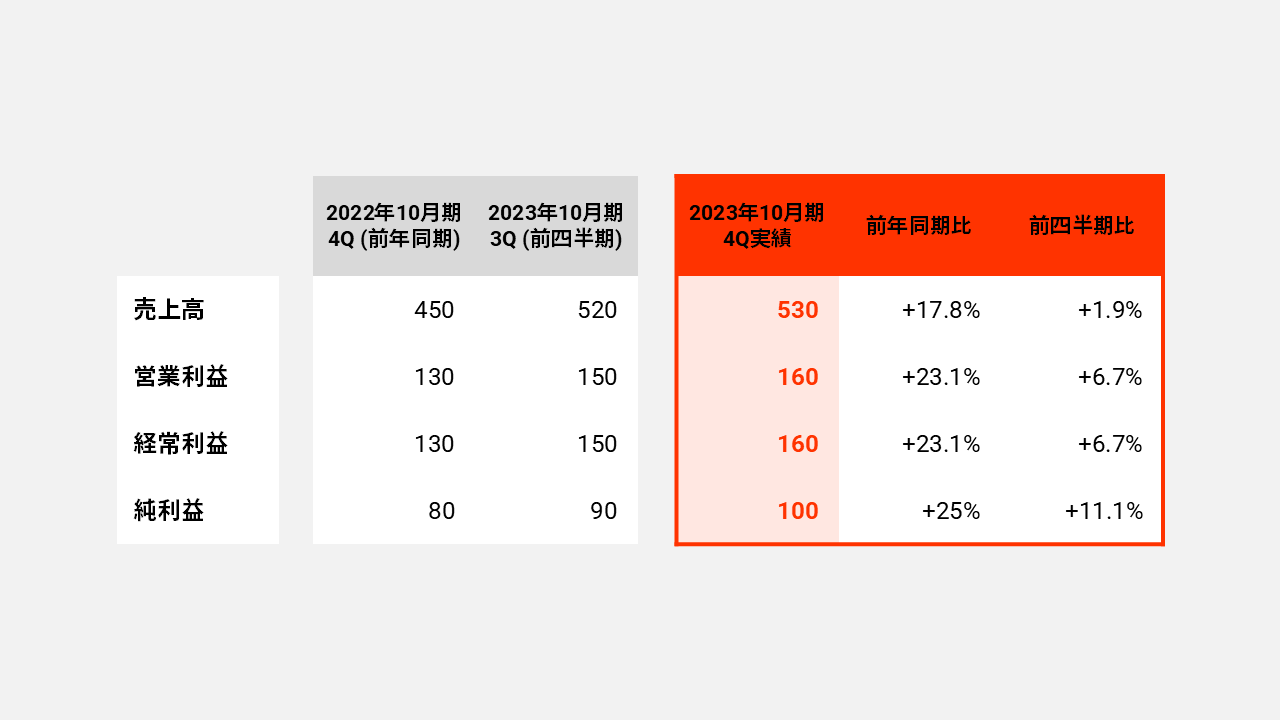 2022年10月期
4Q (前年同期)
2023年10月期
3Q (前四半期)
2023年10月期
4Q実績
前年同期比
前四半期比
売上高 450 520 530 +17.8% +1.9%
営業利益 130 150 160 +23.1% +6.7%
経常利益 130 150 160 +23.1% +6.7%
純利益 80 90 100 +25% +11.1%